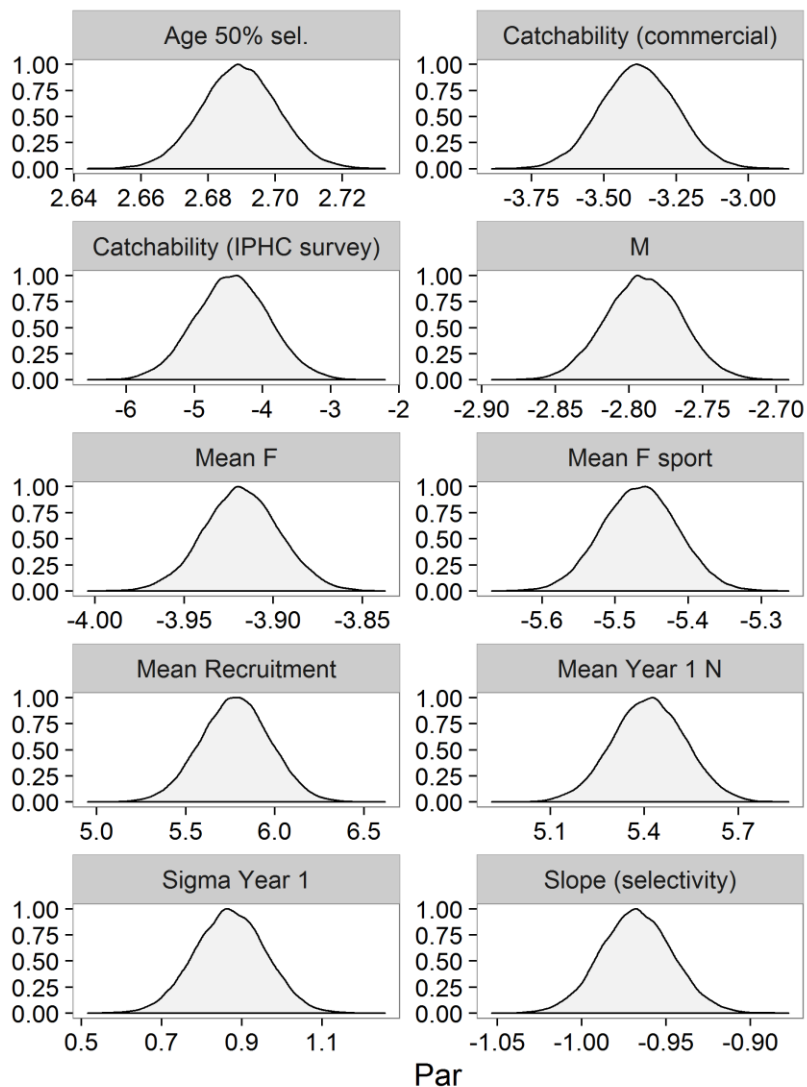 Age 50% sel. Catchability (commercial)
1.00 1.00
0.75 0.75
0.50 0.50
0.25 0.25
0.00 0.00
2.64 2.66 2.68 2.70 2.72 -3.75 -3.50 -3.25 -3.00
Catchability (IPHC survey) M
1.00 1.00
0.75 0.75
0.50 0.50
0.25 0.25
0.00 0.00
-6 -5 -4 -3 -2 -2.90 -2.85 -2.80 -2.75 -2.70
Mean F Mean F sport
1.00 1.00
0.75 0.75
0.50 0.50
0.25 0.25
0.00 0.00
-4.00 -3.95 -3.90 -3.85 -5.6 -5.5 -5.4 -5.3
Mean Recruitment Mean Year 1 N
1.00 1.00
0.75 0.75
0.50 0.50
0.25 0.25
0.00 0.00
5.0 5.5 6.0 6.5 5.1 5.4 5.7
Sigma Year 1 Slope (selectivity)
1.00 1.00
0.75 0.75
0.50 0.50
0.25 0.25
0.00 0.00
0.5 0.7 0.9 1.1 -1.05 -1.00 -0.95 -0.90
Par